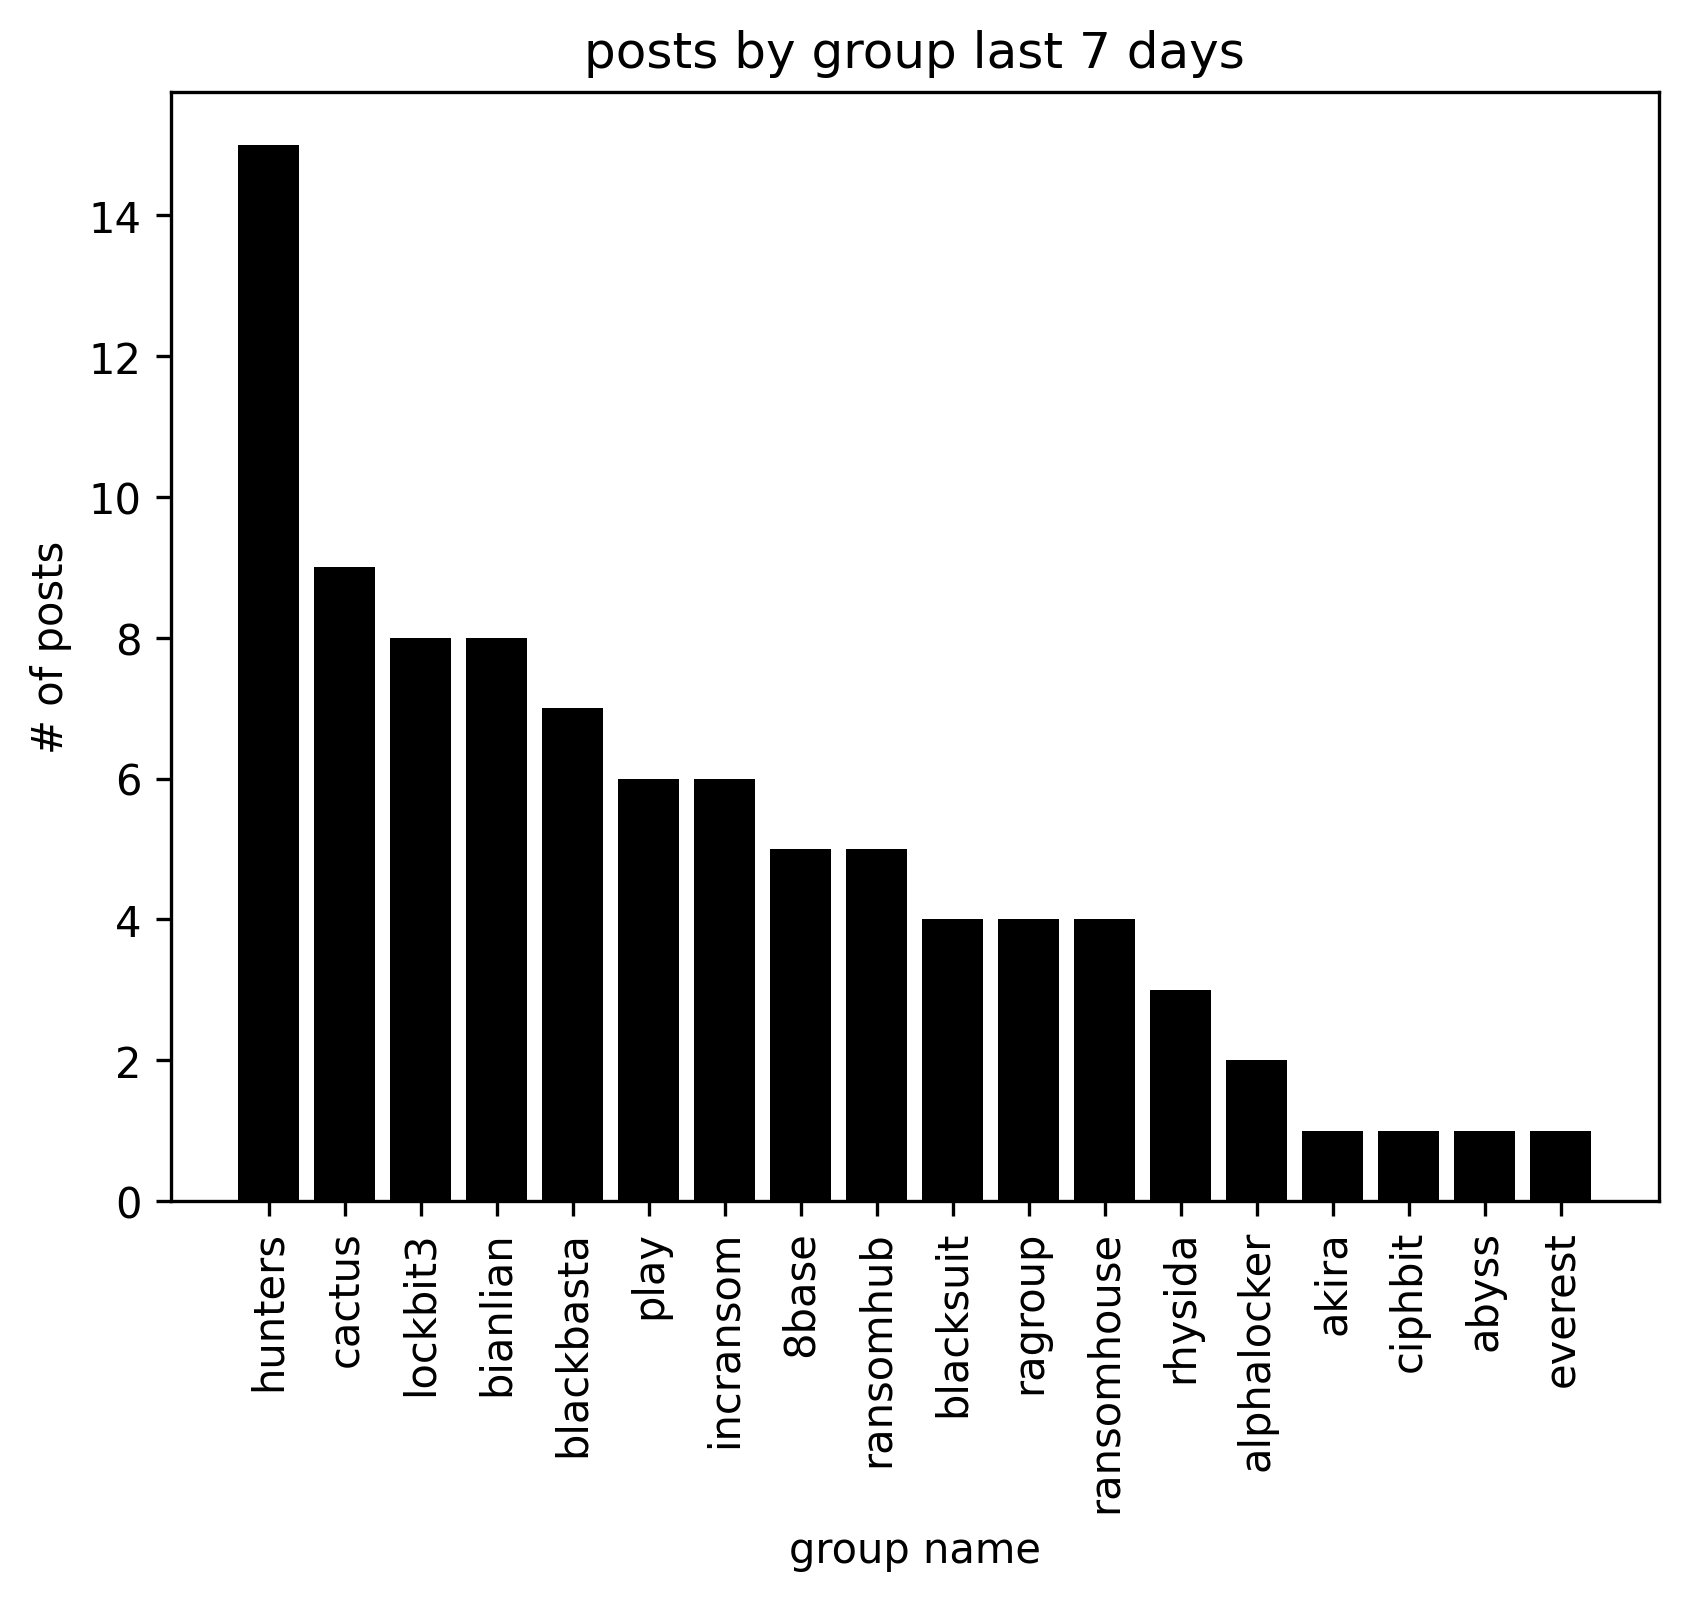 posts by group last 7 days
# of posts
14
12
10
8
6
4
2
0
hunters
cactus
lockbit3
bianlian
blackbasta
play
incransom
8base
ransomhub
blacksuit
ragroup
ransomhouse
rhysida
alphalocker
akira
ciphbit
abyss
everest
group name